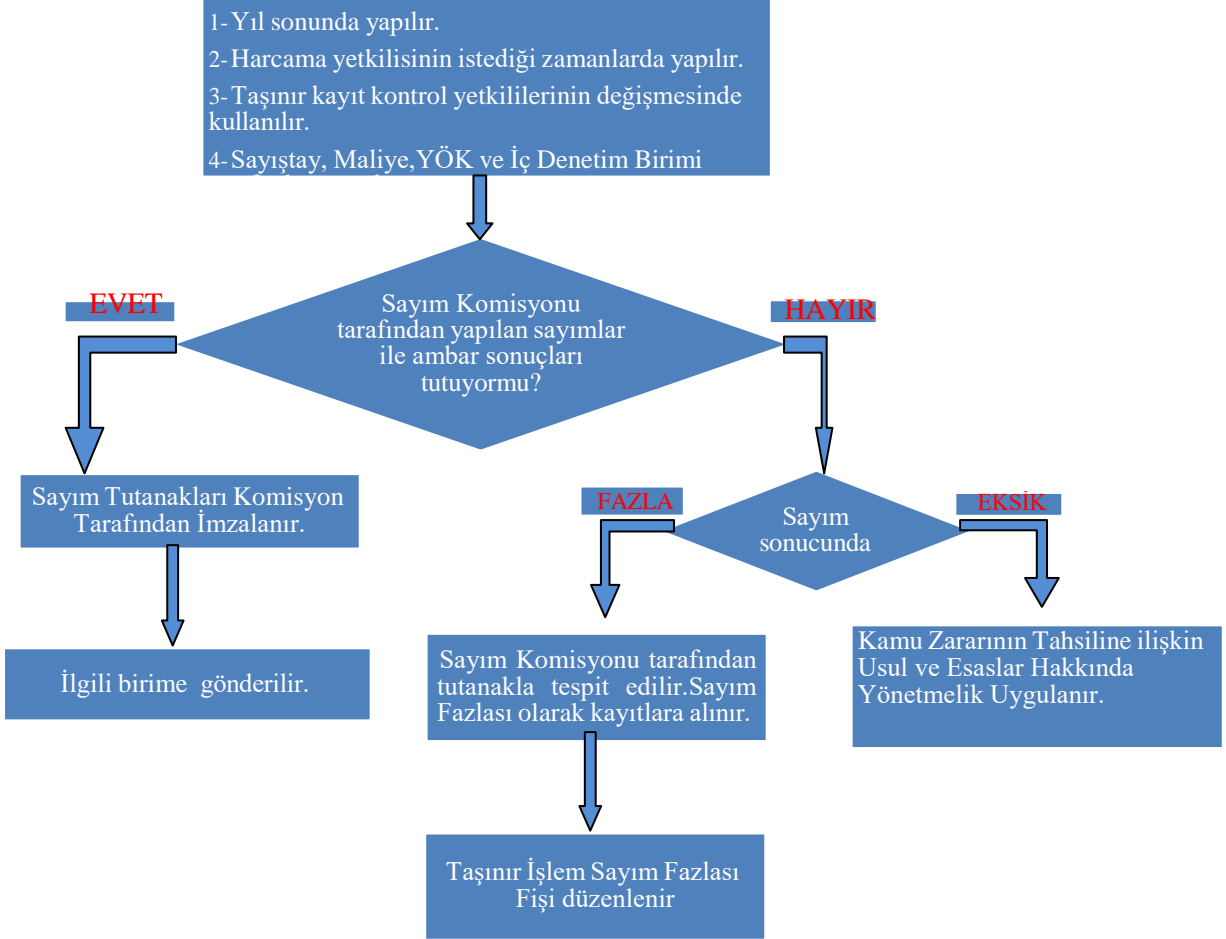 1-Yıl sonunda yapılır.
2-Harcama yetkilisinin istediği zamanlarda yapılır.
3-Taşınır kayıt kontrol yetkililerinin değişmesinde
kullanılır.
4-Sayıştay, Maliye,YÖK ve İç Denetim Birimi
EVET
Sayım Komisyonu
tarafından yapılan sayımlar
ile ambar sonuçları
tutuyormu?
HAYIR
Sayım Tutanakları Komisyon
Tarafından İmzalanır.
İlgili birime gönderilir.
FAZLA
Sayım
sonucunda
EKSİK
Sayım Komisyonu tarafından
tutanakla tespit edilir.Sayım
Fazlası olarak kayıtlara alınır.
Kamu Zararının Tahsiline ilişkin
Usul ve Esaslar Hakkında
Yönetmelik Uygulanır.
Taşınır İşlem Sayım Fazlası
Fişi düzenlenir